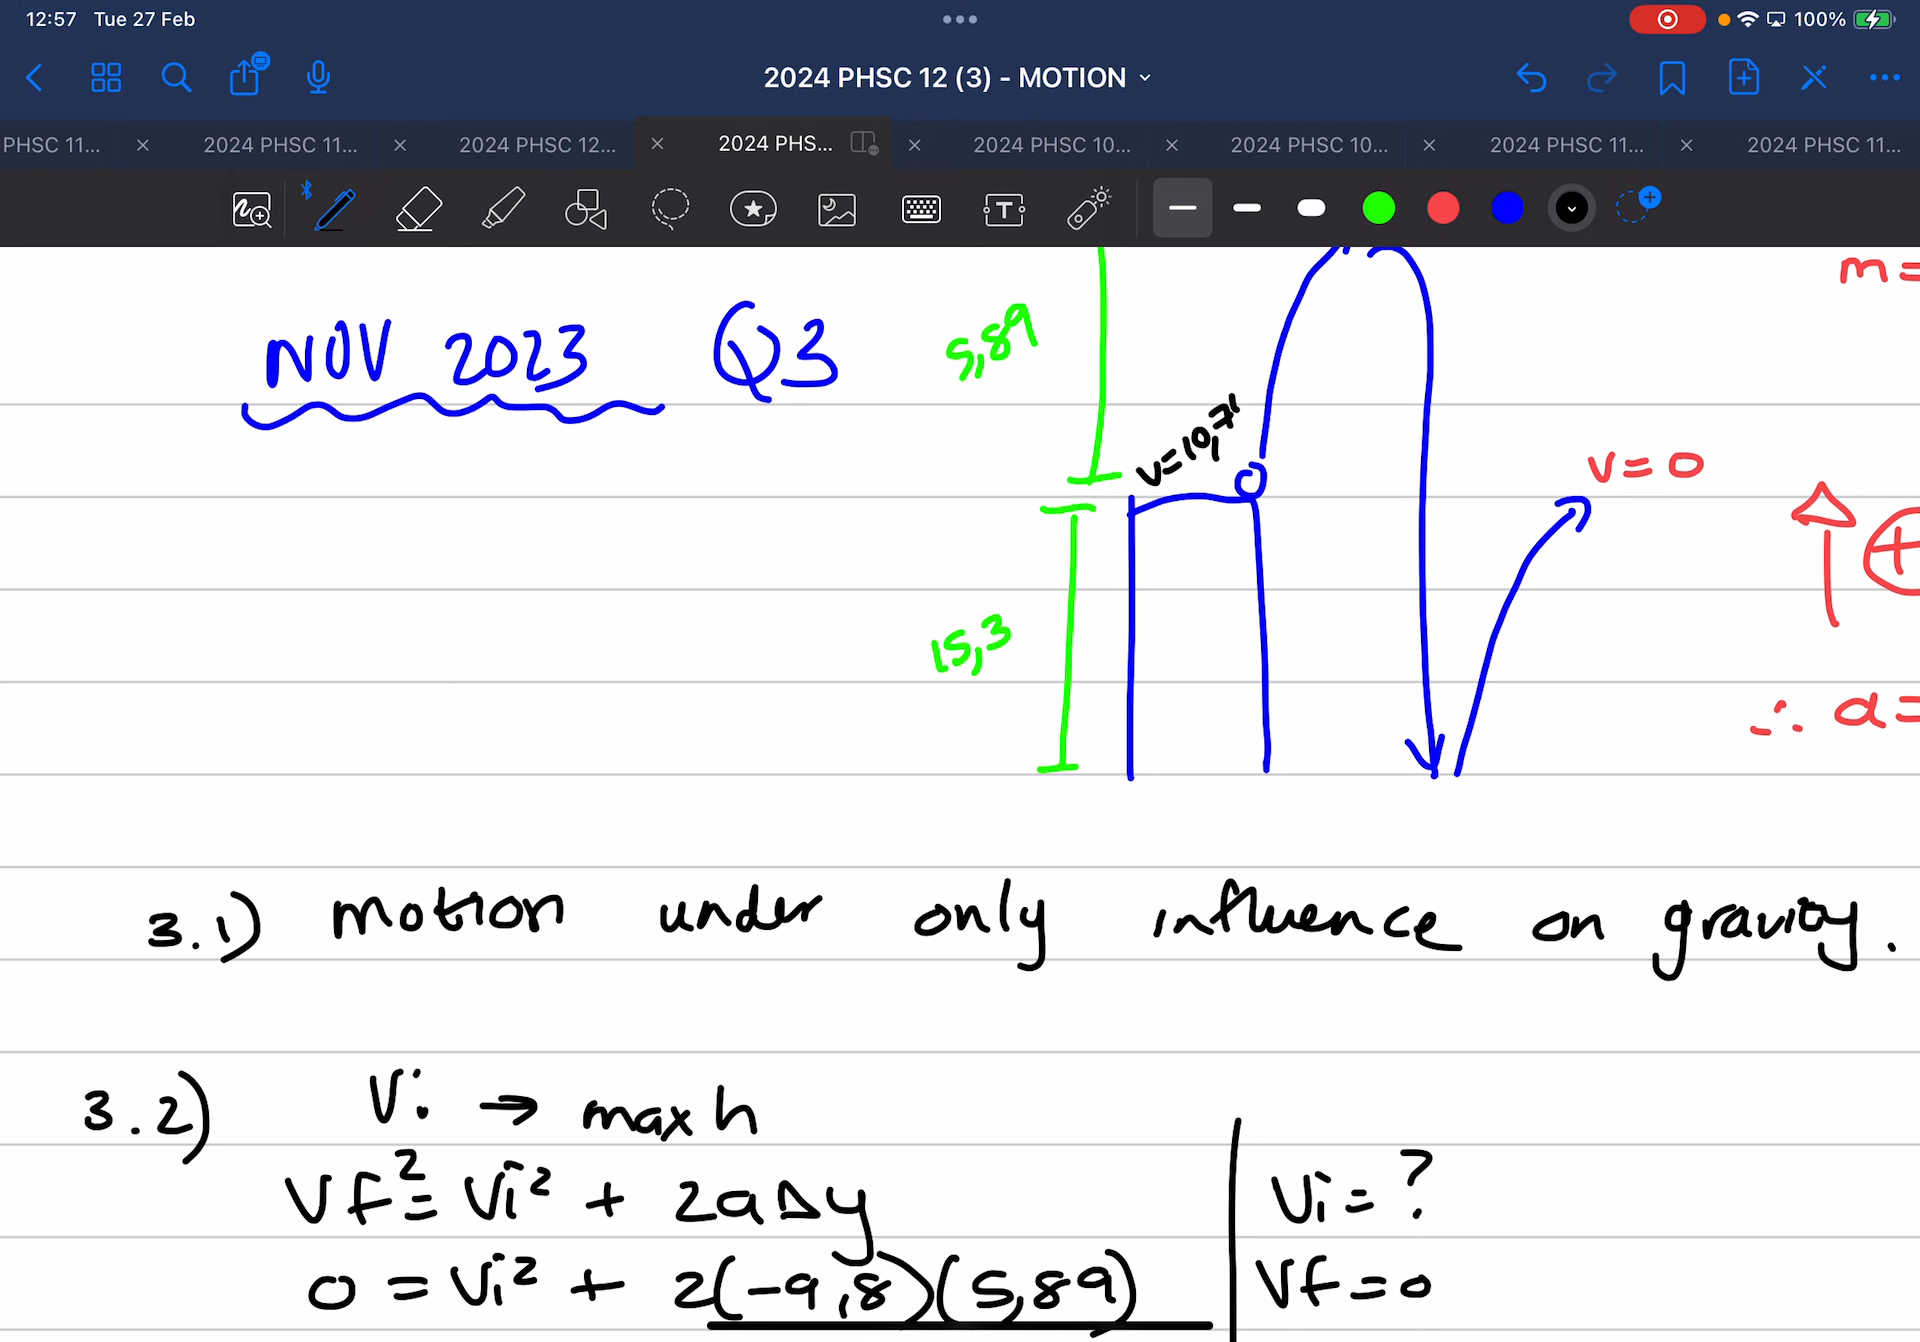 12:57 Tue 27 Feb
100%
2024 PHSC 12 (3) - MOTION
PHSC 11...
2024 PHSC 11...
2024 PHSC 12...
2024 PHS...
2024 PHSC 10...
2024 PHSC 10...
2024 PHSC 11...
2024 PHSC 11...
T
m=
NOV 2023 Q3
5,89
v=10,7
v=0
+
15,3
∴ a=
3.1) motion under only influence on gravity.
3.2) Vi → max h
Vf² = Vi² + 2aΔy
Vi = ?
0 = Vi² + 2(-9,8)(5,89)
Vf = 0